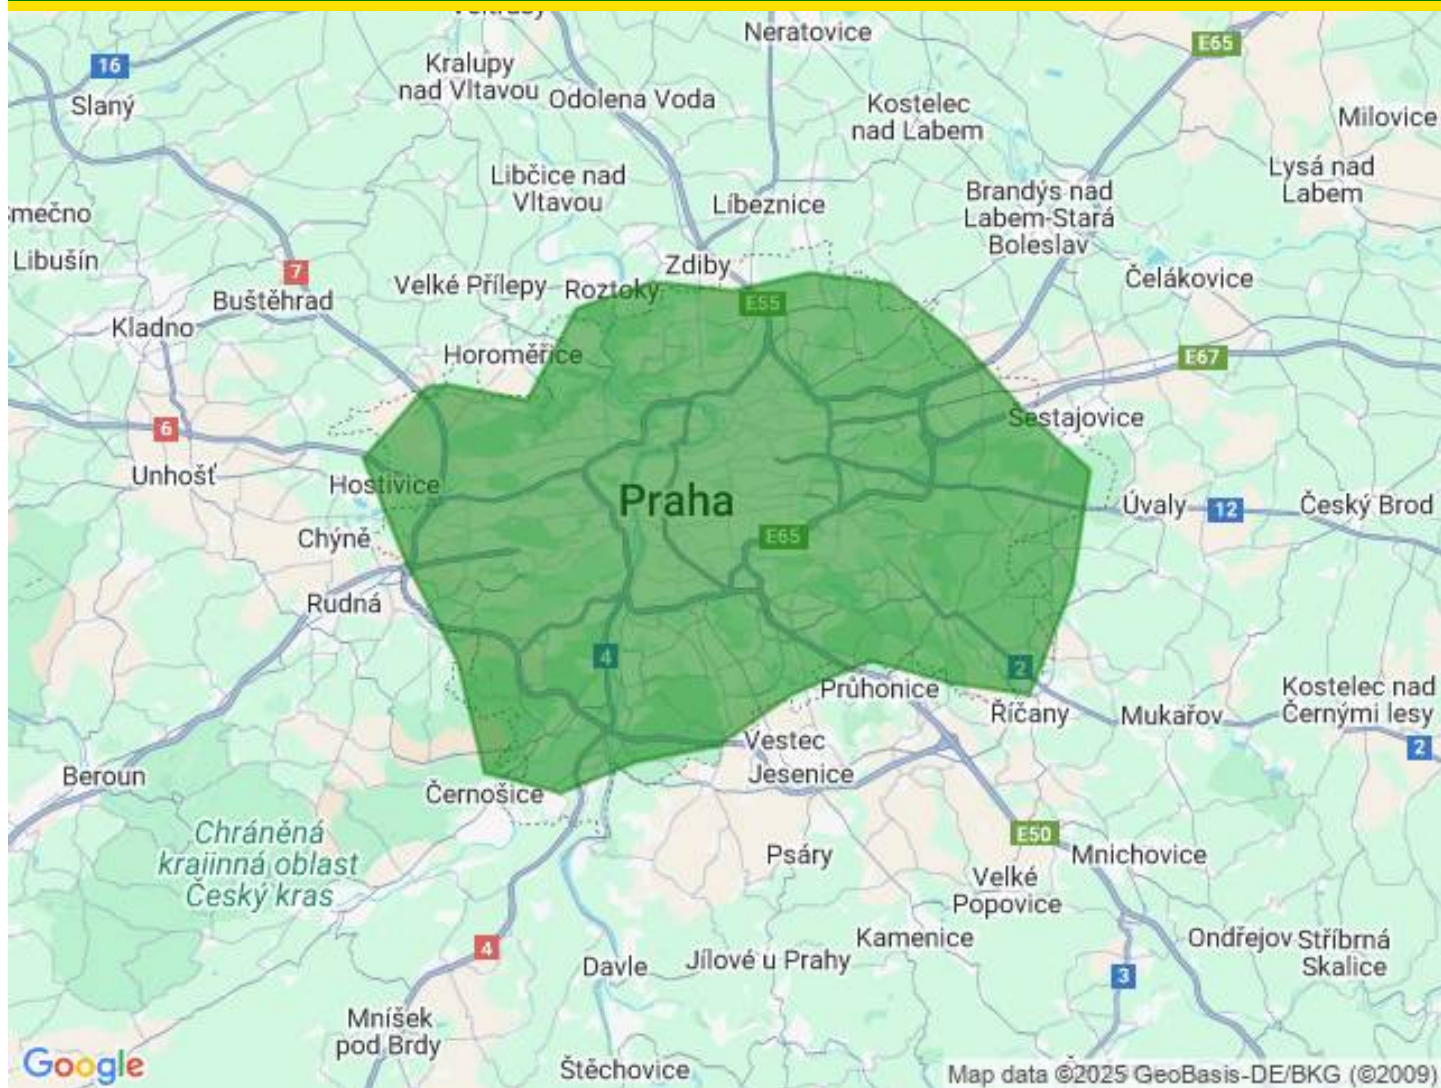 Neratovice
E65
16
Kralupy
nad Vltavou
Slaný
Odolena Voda
Kostelec
nad Labem
Milovice
Libčice nad
Vltavou
Lysá nad
Labem
Brandýs nad
Labem-Stará
Boleslav
Líbeznice
Libušín
7
Zdiby
Čelákovice
Velké Přílepy
Roztoky
Buštěhrad
E55
Kladno
Horoměřice
E67
6
Šestajovice
Unhošť
Hostivice
Praha
Úvaly
12
Český Brod
Chýně
E65
Rudná
4
2
Průhonice
Říčany
Mukařov
Kostelec nad
Černými lesy
2
Vestec
Jesenice
Beroun
Černošice
Chráněná
krajinná oblast
Český kras
E50
Psáry
Mnichovice
Velké
Popovice
4
Kamenice
Ondřejov
Stříbrná
Skalice
Davle
Jílové u Prahy
3
Mníšek
pod Brdy
Google
Štěchovice
Map data ©2025 GeoBasis-DE/BKG (©2009)